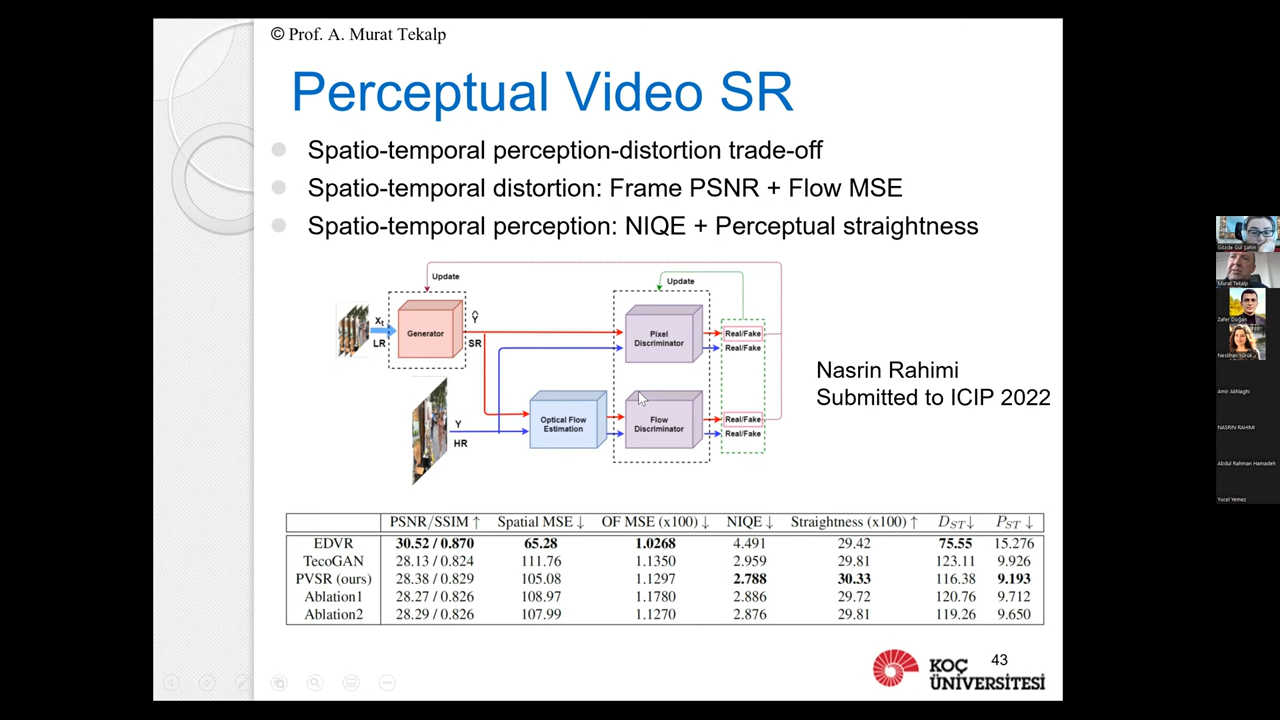 © Prof. A. Murat Tekalp
Perceptual Video SR
Spatio-temporal perception-distortion trade-off
Spatio-temporal distortion: Frame PSNR + Flow MSE
Spatio-temporal perception: NIQE + Perceptual straightness
Update
Update
Xt
LR
Generator
Ŷ
SR
Pixel
Discriminator
Real/Fake
Real/Fake
Y
HR
Optical Flow
Estimation
Flow
Discriminator
Real/Fake
Real/Fake
Nasrin Rahimi
Submitted to ICIP 2022
PSNR/SSIM ↑ Spatial MSE ↓ OF MSE (x100) ↓ NIQE ↓ Straightness (x100) ↑ DST↓ PST ↓
EDVR 30.52 / 0.870 65.28 1.0268 4.491 29.42 75.55 15.276
TecoGAN 28.13 / 0.824 111.76 1.1350 2.959 29.81 123.11 9.926
PVSR (ours) 28.38 / 0.829 105.08 1.1297 2.788 30.33 116.38 9.193
Ablation1 28.27 / 0.826 108.97 1.1780 2.886 29.72 120.76 9.712
Ablation2 28.29 / 0.826 107.99 1.1270 2.876 29.81 119.26 9.650
KOÇ
ÜNİVERSİTESİ
43
Gözde Gül Şahin
Murat Tekalp
Zafer Doğan
Neslihan Yürük
Amir Akhlaghi
NASRIN RAHIMI
Abdul Rahman Hamadeh
Yucel Yemez